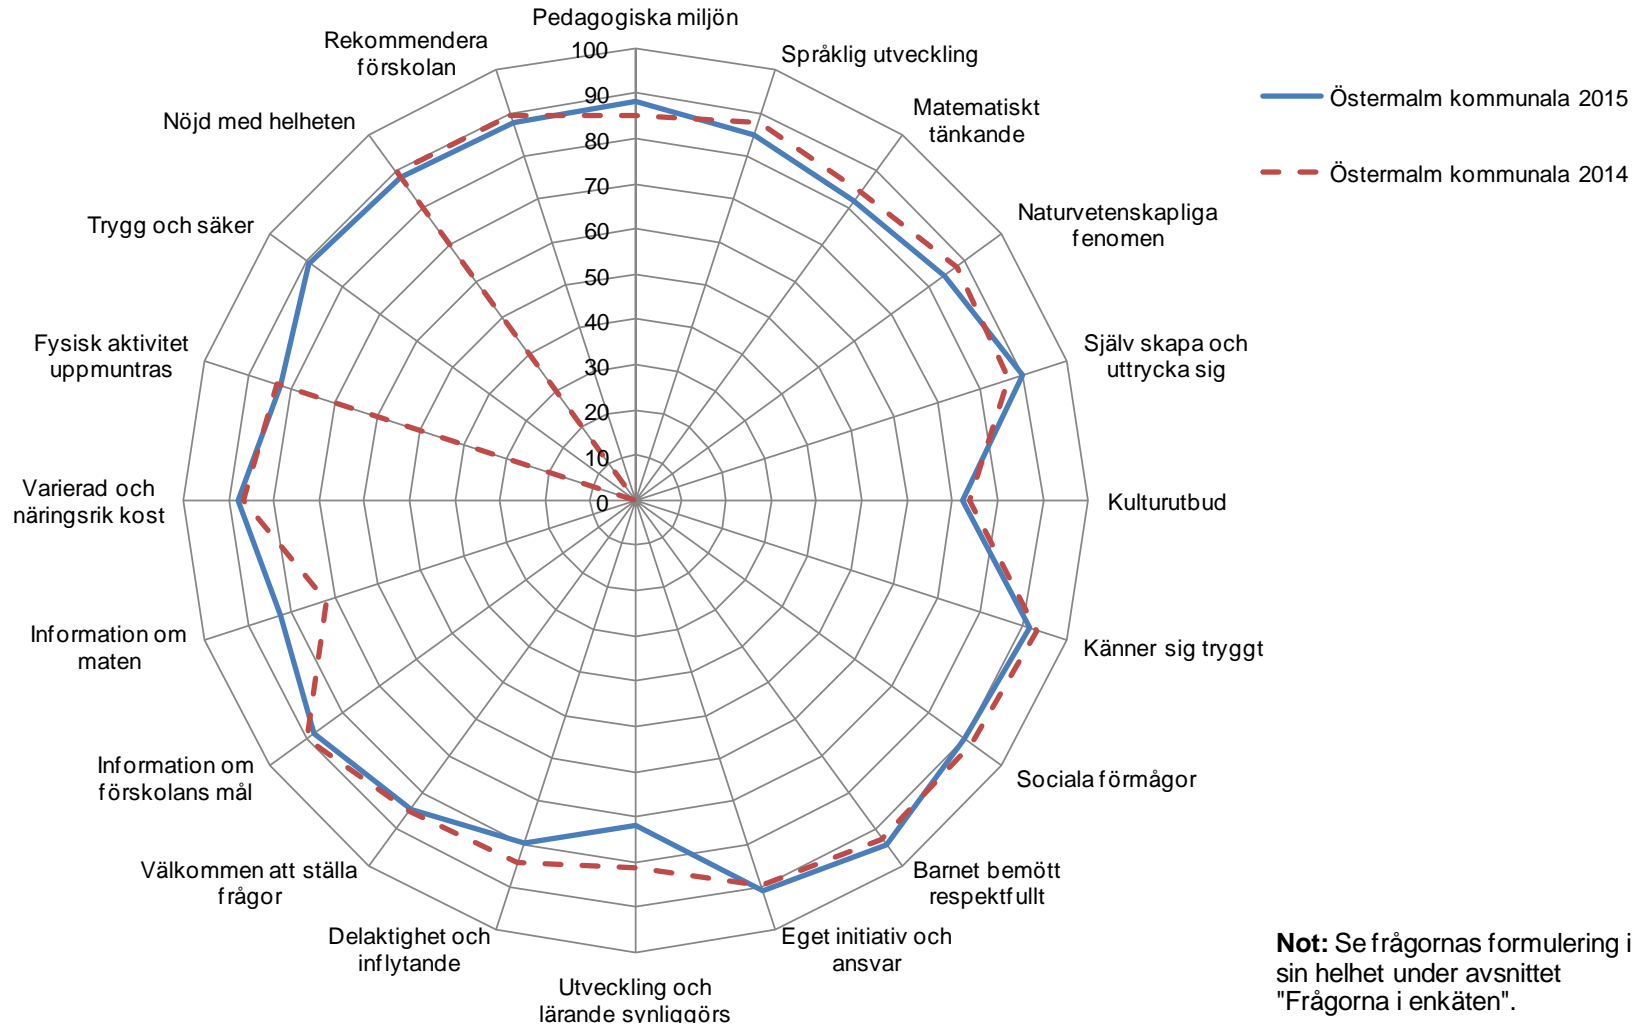 Pedagogiska miljön
Språklig utveckling
Matematiskt
tänkande
Naturvetenskapliga
fenomen
Själv skapa och
uttrycka sig
Kulturutbud
Känner sig tryggt
Sociala förmågor
Barnet bemött
respektfullt
Eget initiativ och
ansvar
Utveckling och
lärande synliggörs
Delaktighet och
inflytande
Välkommen att ställa
frågor
Information om
förskolans mål
Information om
maten
Varierad och
näringsrik kost
Fysisk aktivitet
uppmuntras
Trygg och säker
Nöjd med helheten
Rekommendera
förskolan
100
90
80
70
60
50
40
30
20
10
0
Östermalm kommunala 2015
Östermalm kommunala 2014
Not: Se frågornas formulering i
sin helhet under avsnittet
"Frågorna i enkäten".